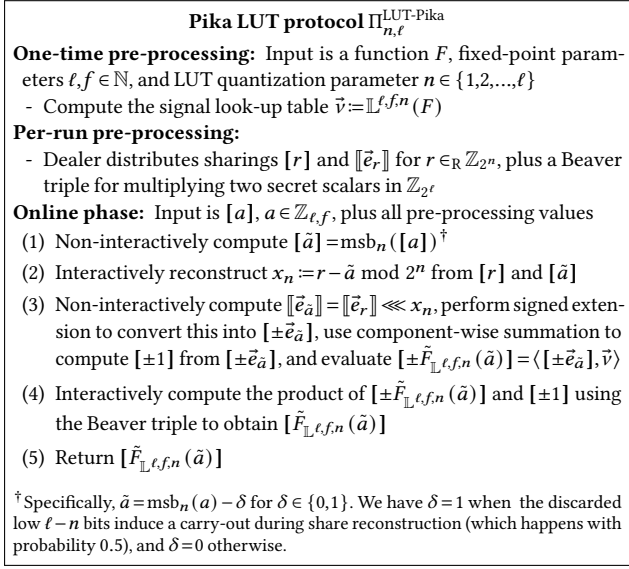 Pika LUT protocol Π_{n,ℓ}^{LUT-Pika}
One-time pre-processing: Input is a function F, fixed-point param-
eters ℓ, f ∈ ℕ, and LUT quantization parameter n ∈ {1,2,...,ℓ}
- Compute the signal look-up table v⃗ := 𝕃^{ℓ,f,n}(F)
Per-run pre-processing:
- Dealer distributes sharings [r] and ⟦e⃗_r⟧ for r ∈_R ℤ_{2^n}, plus a Beaver
triple for multiplying two secret scalars in ℤ_{2^ℓ}
Online phase: Input is [a], a ∈ ℤ_{ℓ,f}, plus all pre-processing values
(1) Non-interactively compute [ã] = msb_n([a])†
(2) Interactively reconstruct x_n := r − ã mod 2^n from [r] and [ã]
(3) Non-interactively compute ⟦e⃗_ã⟧ = ⟦e⃗_r⟧ ⋘ x_n, perform signed exten-
sion to convert this into [±e⃗_ã], use component-wise summation to
compute [±1] from [±e⃗_ã], and evaluate [±F̃_{𝕃^{ℓ,f,n}}(ã)] = ⟨[±e⃗_ã], v⃗⟩
(4) Interactively compute the product of [±F̃_{𝕃^{ℓ,f,n}}(ã)] and [±1] using
the Beaver triple to obtain [F̃_{𝕃^{ℓ,f,n}}(ã)]
(5) Return [F̃_{𝕃^{ℓ,f,n}}(ã)]
†Specifically, ã = msb_n(a) − δ for δ ∈ {0,1}. We have δ = 1 when the discarded
low ℓ − n bits induce a carry-out during share reconstruction (which happens with
probability 0.5), and δ = 0 otherwise.